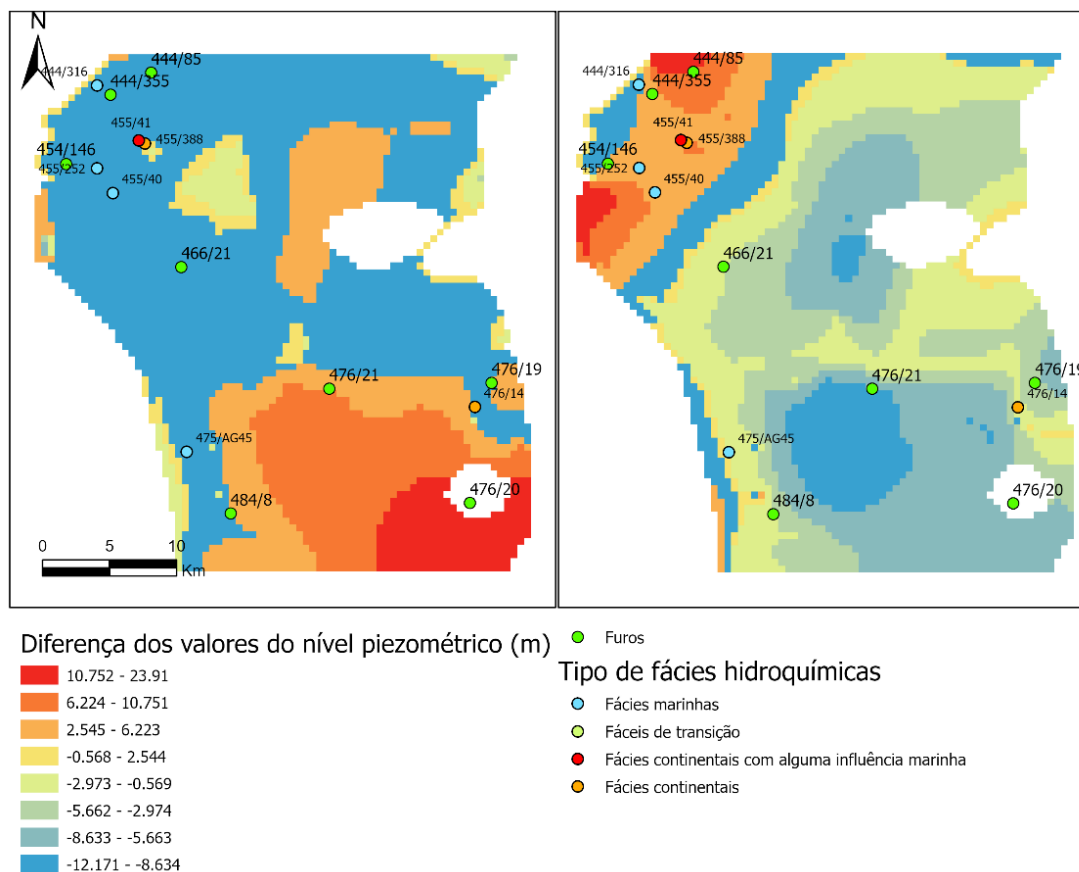 N
444/85
444/316
444/355
455/41
455/388
454/146
455/252
455/40
466/21
476/21
476/19
476/14
475/AG45
484/8
476/20
0 5 10
Km
444/85
444/316
444/355
455/41
455/388
454/146
455/252
455/40
466/21
476/21
476/19
476/14
475/AG45
484/8
476/20
Diferença dos valores do nível piezométrico (m)
10.752 - 23.91
6.224 - 10.751
2.545 - 6.223
-0.568 - 2.544
-2.973 - -0.569
-5.662 - -2.974
-8.633 - -5.663
-12.171 - -8.634
Furos
Tipo de fácies hidroquímicas
Fácies marinhas
Fáceis de transição
Fácies continentais com alguma influência marinha
Fácies continentais